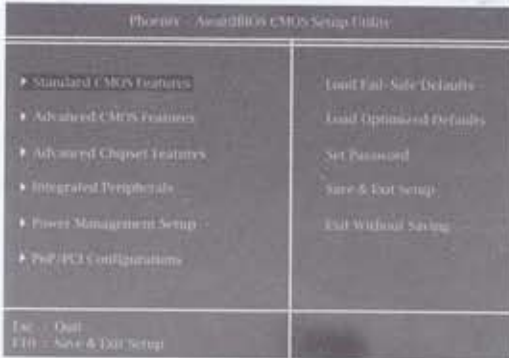 Phoenix - AwardBIOS CMOS Setup Utility
Standard CMOS Features
Advanced CMOS Features
Advanced Chipset Features
Integrated Peripherals
Power Management Setup
PnP/PCI Configurations
Load Fail-Safe Defaults
Load Optimized Defaults
Set Password
Save & Exit Setup
Exit Without Saving
Esc : Quit
F10 : Save & Exit Setup